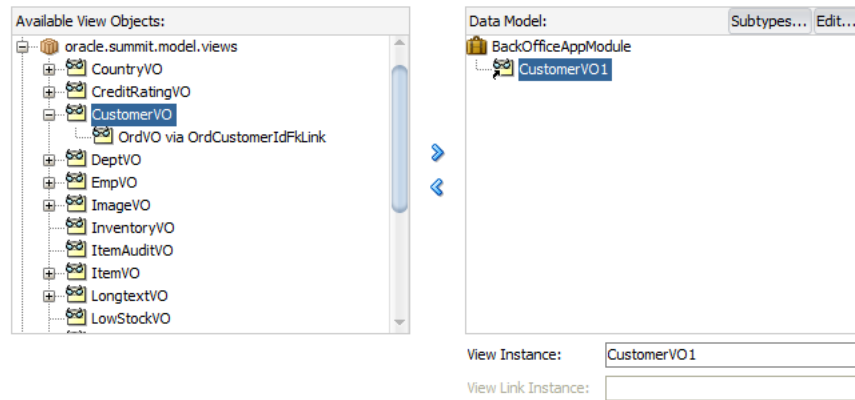 Available View Objects:
oracle.summit.model.views
CountryVO
CreditRatingVO
CustomerVO
OrdVO via OrdCustomerIdFkLink
DeptVO
EmpVO
ImageVO
InventoryVO
ItemAuditVO
ItemVO
LongtextVO
LowStockVO
Data Model:
Subtypes... Edit...
BackOfficeAppModule
CustomerVO1
View Instance: CustomerVO1
View Link Instance: